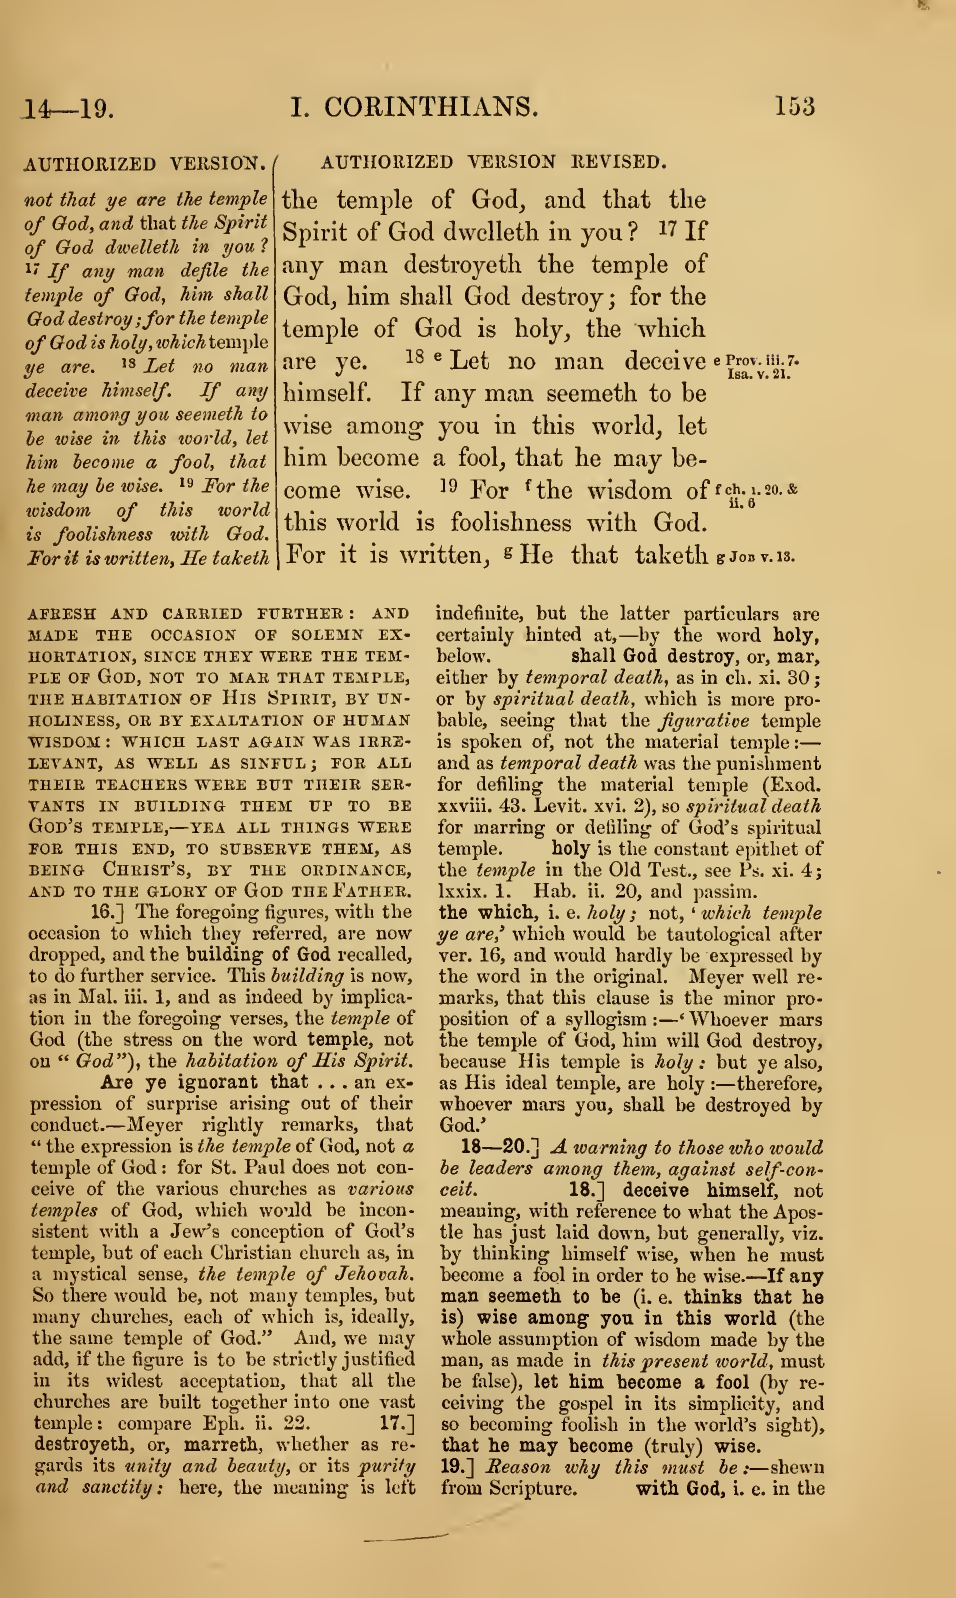 14—19.
I. CORINTHIANS.
153
AUTHORIZED VERSION.
not that ye are the temple
of God, and that the Spirit
of God dwelleth in you?
17 If any man defile the
temple of God, him shall
God destroy; for the temple
of God is holy, which temple
ye are. 18 Let no man
deceive himself. If any
man among you seemeth to
be wise in this world, let
him become a fool, that
he may be wise. 19 For the
wisdom of this world
is foolishness with God.
For it is written, He taketh
AUTHORIZED VERSION REVISED.
the temple of God, and that the
Spirit of God dwelleth in you? 17 If
any man destroyeth the temple of
God, him shall God destroy; for the
temple of God is holy, the which
are ye. 18 e Let no man deceive
himself. If any man seemeth to be
wise among you in this world, let
him become a fool, that he may be-
come wise. 19 For f the wisdom of
this world is foolishness with God.
For it is written, g He that taketh
e Prov. iii. 7.
Isa. v. 21.
f ch. i. 20. &
ii. 6
g Job v. 13.
AFRESH AND CARRIED FURTHER: AND
MADE THE OCCASION OF SOLEMN EX-
HORTATION, SINCE THEY WERE THE TEM-
PLE OF GOD, NOT TO MAR THAT TEMPLE,
THE HABITATION OF HIS SPIRIT, BY UN-
HOLINESS, OR BY EXALTATION OF HUMAN
WISDOM: WHICH LAST AGAIN WAS IRRE-
LEVANT, AS WELL AS SINFUL; FOR ALL
THEIR TEACHERS WERE BUT THEIR SER-
VANTS IN BUILDING THEM UP TO BE
GOD'S TEMPLE,—YEA ALL THINGS WERE
FOR THIS END, TO SUBSERVE THEM, AS
BEING CHRIST'S, BY THE ORDINANCE,
AND TO THE GLORY OF GOD THE FATHER.
16.] The foregoing figures, with the
occasion to which they referred, are now
dropped, and the building of God recalled,
to do further service. This building is now,
as in Mal. iii. 1, and as indeed by implica-
tion in the foregoing verses, the temple of
God (the stress on the word temple, not
on "God"), the habitation of His Spirit.
Are ye ignorant that . . . an ex-
pression of surprise arising out of their
conduct.—Meyer rightly remarks, that
"the expression is the temple of God, not a
temple of God: for St. Paul does not con-
ceive of the various churches as various
temples of God, which would be incon-
sistent with a Jew's conception of God's
temple, but of each Christian church as, in
a mystical sense, the temple of Jehovah.
So there would be, not many temples, but
many churches, each of which is, ideally,
the same temple of God." And, we may
add, if the figure is to be strictly justified
in its widest acceptation, that all the
churches are built together into one vast
temple: compare Eph. ii. 22. 17.]
destroyeth, or, marreth, whether as re-
gards its unity and beauty, or its purity
and sanctity: here, the meaning is left
indefinite, but the latter particulars are
certainly hinted at,—by the word holy,
below. shall God destroy, or, mar,
either by temporal death, as in ch. xi. 30;
or by spiritual death, which is more pro-
bable, seeing that the figurative temple
is spoken of, not the material temple:—
and as temporal death was the punishment
for defiling the material temple (Exod.
xxviii. 43. Levit. xvi. 2), so spiritual death
for marring or defiling of God's spiritual
temple. holy is the constant epithet of
the temple in the Old Test., see Ps. xi. 4;
lxxix. 1. Hab. ii. 20, and passim.
the which, i. e. holy; not, 'which temple
ye are,' which would be tautological after
ver. 16, and would hardly be expressed by
the word in the original. Meyer well re-
marks, that this clause is the minor pro-
position of a syllogism:—'Whoever mars
the temple of God, him will God destroy,
because His temple is holy: but ye also,
as His ideal temple, are holy:—therefore,
whoever mars you, shall be destroyed by
God.'
18—20.] A warning to those who would
be leaders among them, against self-con-
ceit. 18.] deceive himself, not
meaning, with reference to what the Apos-
tle has just laid down, but generally, viz.
by thinking himself wise, when he must
become a fool in order to be wise.—If any
man seemeth to be (i. e. thinks that he
is) wise among you in this world (the
whole assumption of wisdom made by the
man, as made in this present world, must
be false), let him become a fool (by re-
ceiving the gospel in its simplicity, and
so becoming foolish in the world's sight),
that he may become (truly) wise.
19.] Reason why this must be:—shewn
from Scripture. with God, i. e. in the